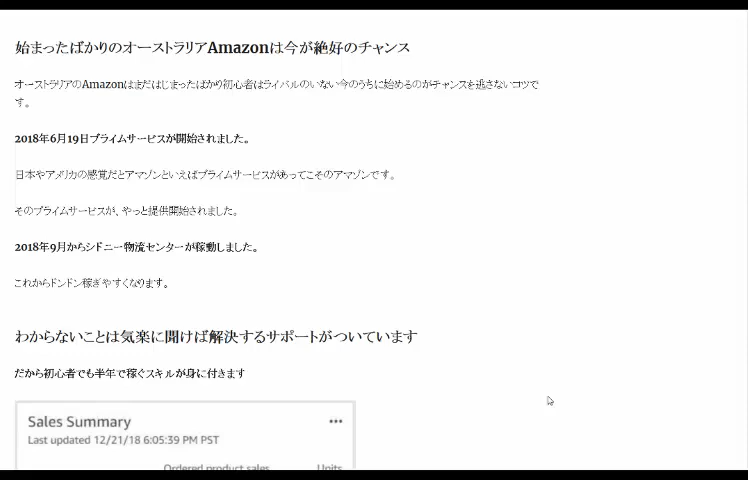 始まったばかりのオーストラリアAmazonは今が絶好のチャンス
オーストラリアのAmazonはまだはじまったばかり初心者はライバルのいない今のうちに始めるのがチャンスを逃さないコツで
す。
2018年6月19日プライムサービスが開始されました。
日本やアメリカの感覚だとアマゾンといえばプライムサービスがあってこそのアマゾンです。
そのプライムサービスが、やっと提供開始されました。
2018年9月からシドニー物流センターが稼動しました。
これからドンドン稼ぎやすくなります。
わからないことは気楽に聞けば解決するサポートがついています
だから初心者でも半年で稼ぐスキルが身に付きます
Sales Summary
Last updated 12/21/18 6:05:39 PM PST
Ordered product sales Units